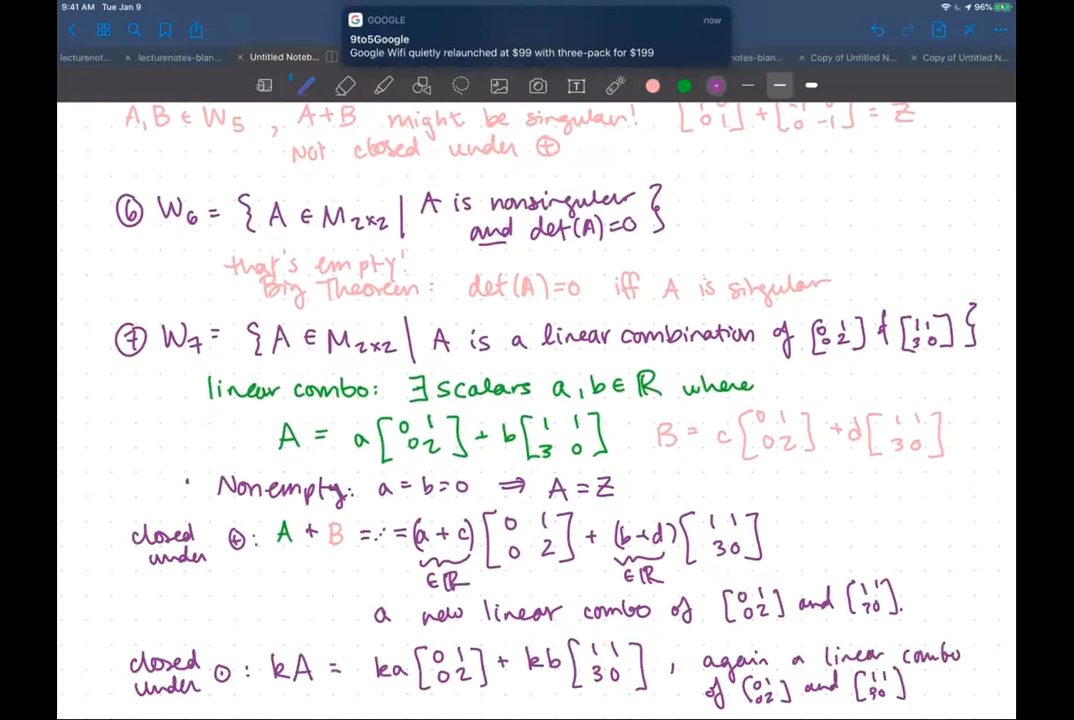 9:41 AM Tue Jan 9
96%
GOOGLE
now
9to5Google
Google Wifi quietly relaunched at $99 with three-pack for $199
lecturenot...
lecturenotes-blan...
Untitled Noteb...
otes-blan...
Copy of Untitled N...
Copy of Untitled N...
A, B ∈ W₅ , A+B might be singular! [1 0; 0 1] + [-1 0; 0 -1] = Z
Not closed under ⊕
⑥ W₆ = { A ∈ M₂ₓ₂ | A is nonsingular
and det(A)=0 }
that's empty!
Big Theorem: det(A)=0 iff A is singular
⑦ W₇ = { A ∈ M₂ₓ₂ | A is a linear combination of [0 1; 0 2] & [1 1; 3 0] }
linear combo: ∃ scalars a, b ∈ ℝ where
A = a [0 1; 0 2] + b [1 1; 3 0] B = c [0 1; 0 2] + d [1 1; 3 0]
Nonempty: a = b = 0 ⇒ A = Z
closed under ⊕: A + B = ... = (a + c) [0 1; 0 2] + (b+d) [1 1; 3 0]
∈ℝ ∈ℝ
a new linear combo of [0 1; 0 2] and [1 1; 3 0].
closed under ⊙: kA = ka [0 1; 0 2] + kb [1 1; 3 0] , again a linear combo
of [0 1; 0 2] and [1 1; 3 0]